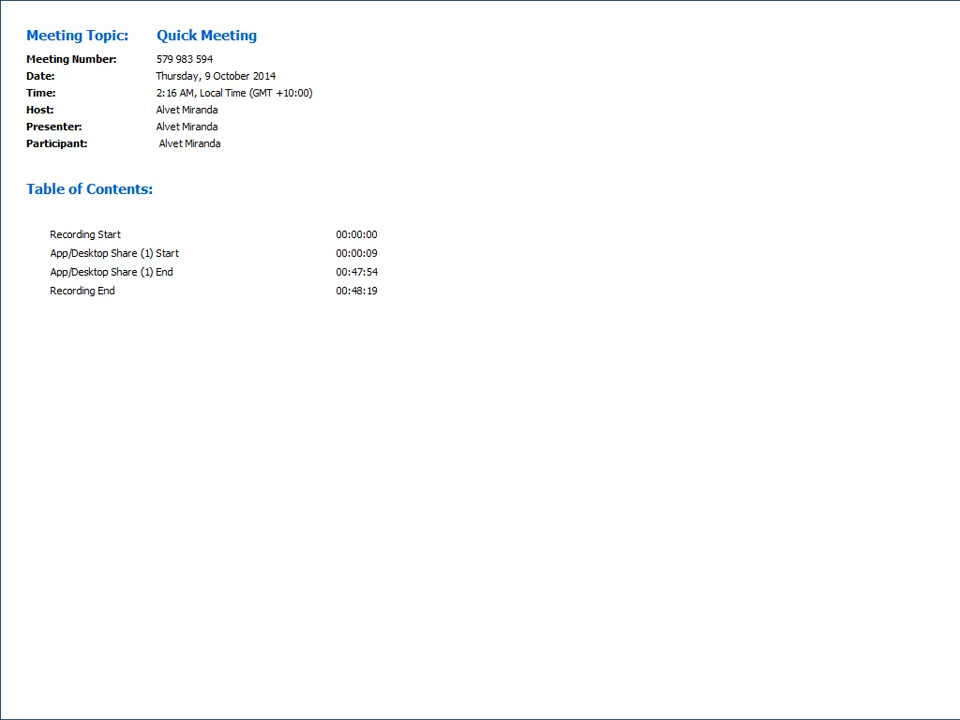 Meeting Topic: Quick Meeting
Meeting Number: 579 983 594
Date: Thursday, 9 October 2014
Time: 2:16 AM, Local Time (GMT +10:00)
Host: Alvet Miranda
Presenter: Alvet Miranda
Participant: Alvet Miranda
Table of Contents:
Recording Start 00:00:00
App/Desktop Share (1) Start 00:00:09
App/Desktop Share (1) End 00:47:54
Recording End 00:48:19